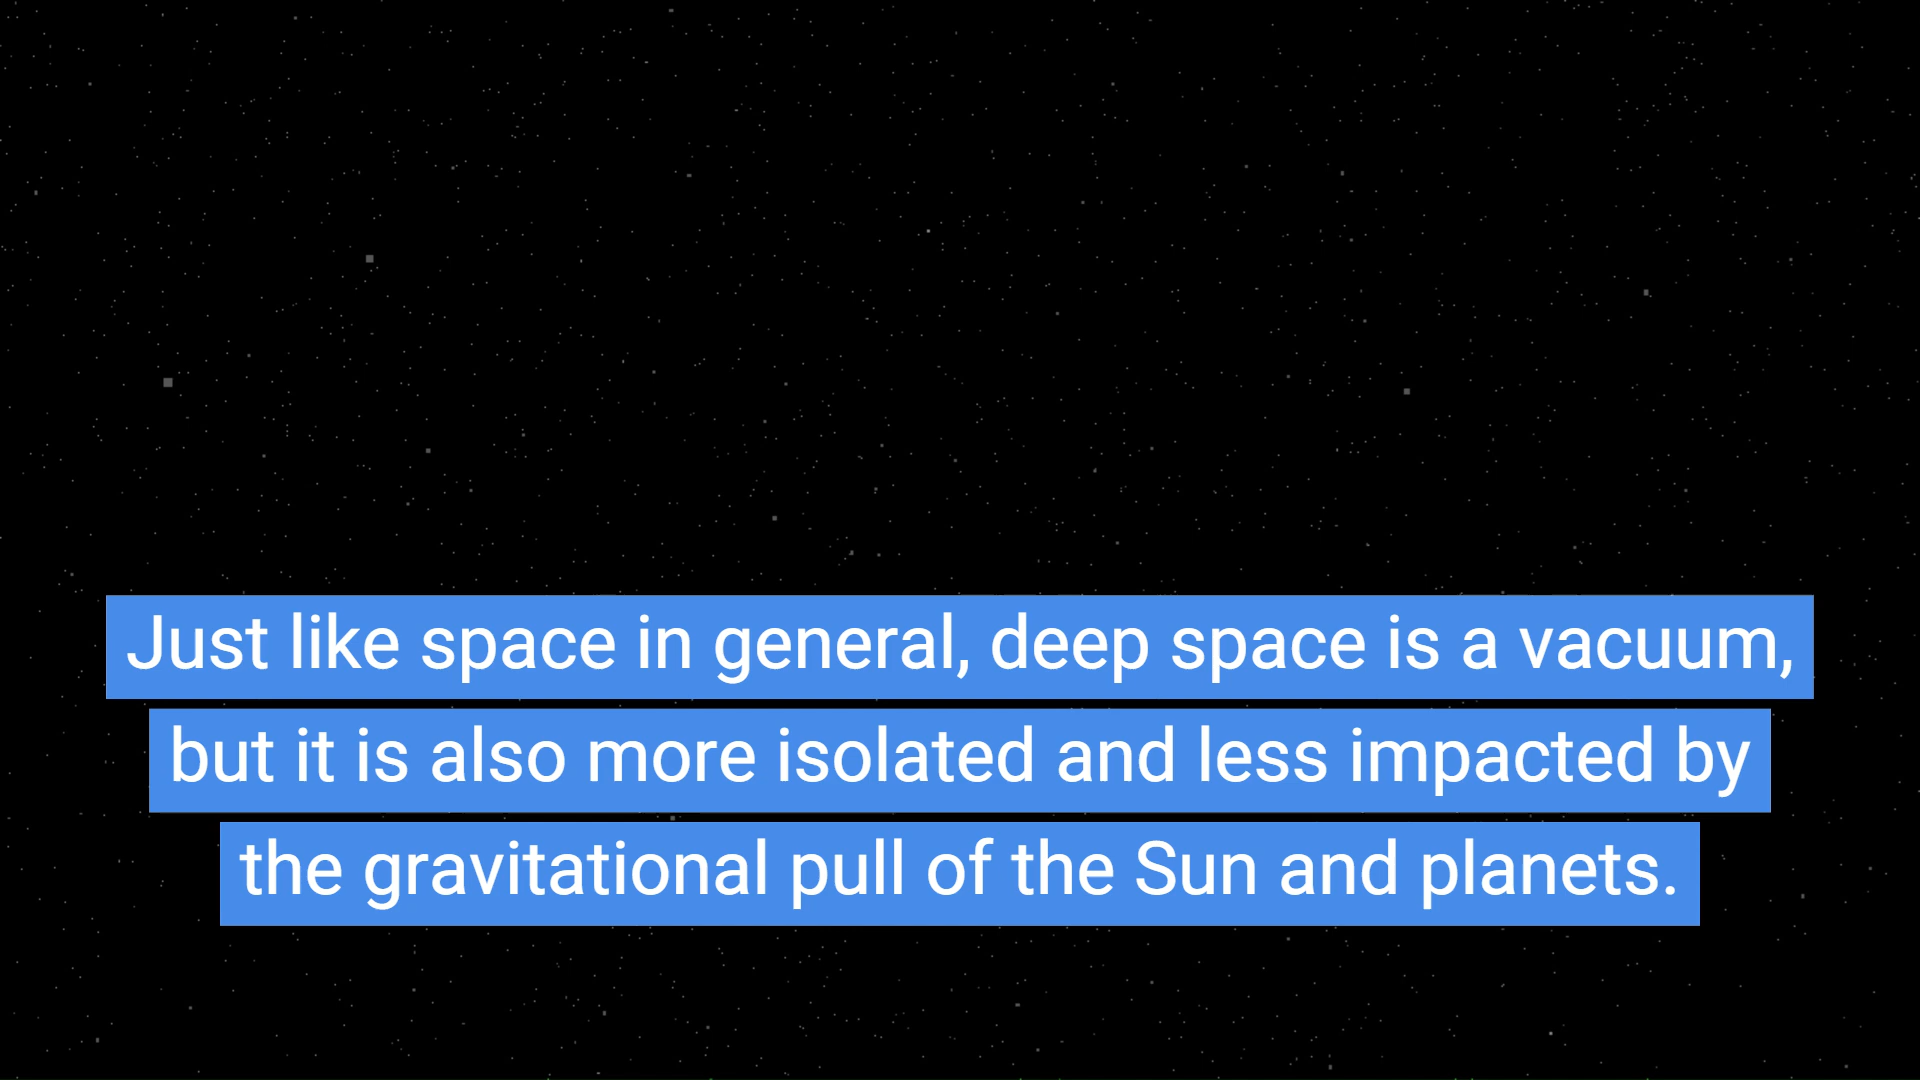 Just like space in general, deep space is a vacuum,
but it is also more isolated and less impacted by
the gravitational pull of the Sun and planets.